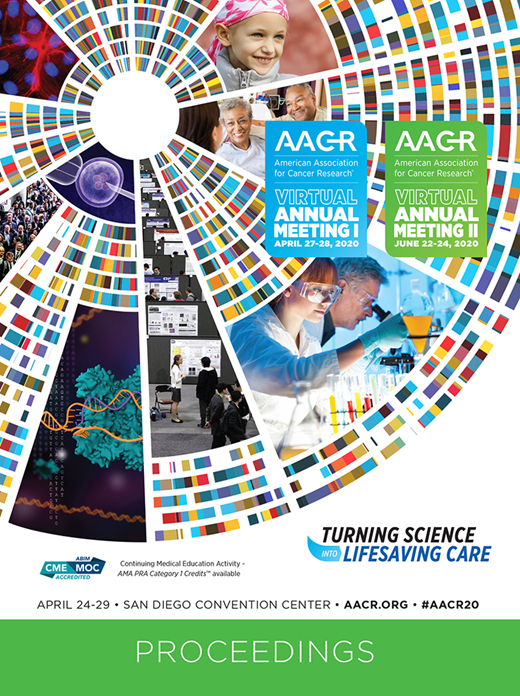 AACR
American Association
for Cancer Research®
VIRTUAL
ANNUAL
MEETING I
APRIL 27-28, 2020
AACR
American Association
for Cancer Research®
VIRTUAL
ANNUAL
MEETING II
JUNE 22-24, 2020
TURNING SCIENCE
INTO LIFESAVING CARE
ABIM
CME MOC
ACCREDITED
Continuing Medical Education Activity -
AMA PRA Category 1 Credits™ available
APRIL 24-29 • SAN DIEGO CONVENTION CENTER • AACR.ORG • #AACR20
PROCEEDINGS